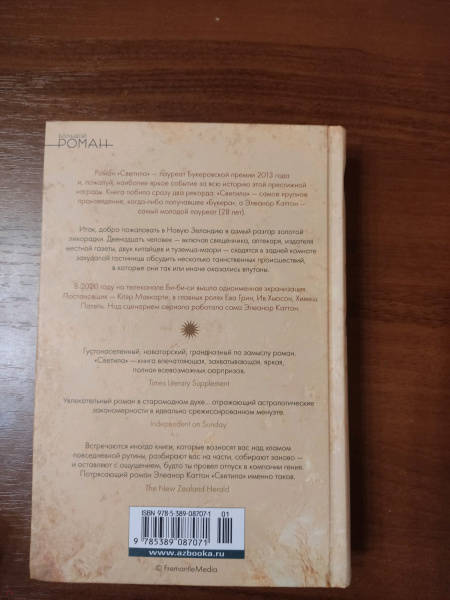 БОЛЬШОЙ
РОМАН
Роман «Светила» — лауреат Букеровской премии 2013 года
и, пожалуй, наиболее яркое событие за всю историю этой престижной
награды. Книга побила сразу два рекорда: «Светила» — самое крупное
произведение, когда-либо получавшее «Букера», а Элеанор Каттон —
самый молодой лауреат (28 лет).
Итак, добро пожаловать в Новую Зеландию в самый разгар золотой
лихорадки. Двенадцать человек — включая священника, аптекаря, издателя
местной газеты, двух китайцев и туземца-маори — сходятся в задней комнате
захудалой гостиницы обсудить несколько таинственных происшествий,
в которые они так или иначе оказались впутаны.
В 2020 году на телеканале Би-би-си вышла одноименная экранизация.
Постановщик — Клэр Маккарти, в главных ролях Ева Грин, Ив Хьюсон, Химеш
Патель. Над сценарием сериала работала сама Элеанор Каттон.
Густонаселенный, новаторский, грандиозный по замыслу роман.
«Светила» — книга впечатляющая, захватывающая, яркая,
полная всевозможных сюрпризов.
Times Literary Supplement
Увлекательный роман в старомодном духе... отражающий астрологические
закономерности в идеально срежиссированном менуэте.
Independent on Sunday
Встречаются иногда книги, которые возносят вас над хламом
повседневной рутины, разбирают вас на части, собирают заново —
и оставляют с ощущением, будто ты провел отпуск в компании гения.
Потрясающий роман Элеанор Каттон «Светила» именно таков.
The New Zealand Herald
ISBN 978-5-389-08707-1
01
9 785389 087071
www.azbooka.ru
© FremantleMedia